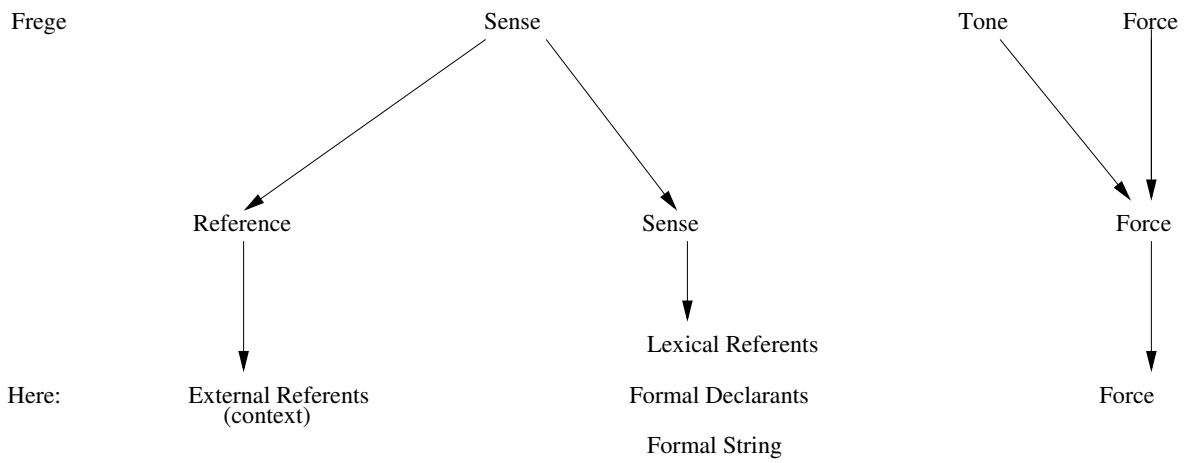 Frege Sense Tone Force
Reference Sense Force
Lexical Referents
Here: External Referents Formal Declarants Force
(context)
Formal String